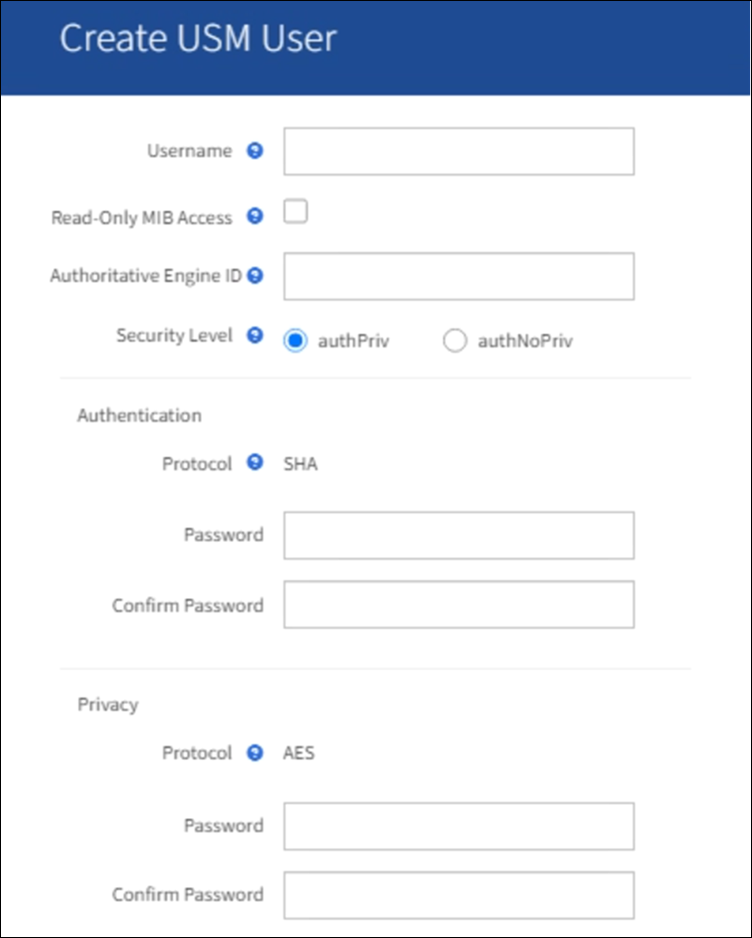 Create USM User
Username
Read-Only MIB Access
Authoritative Engine ID
Security Level authPriv authNoPriv
Authentication
Protocol SHA
Password
Confirm Password
Privacy
Protocol AES
Password
Confirm Password